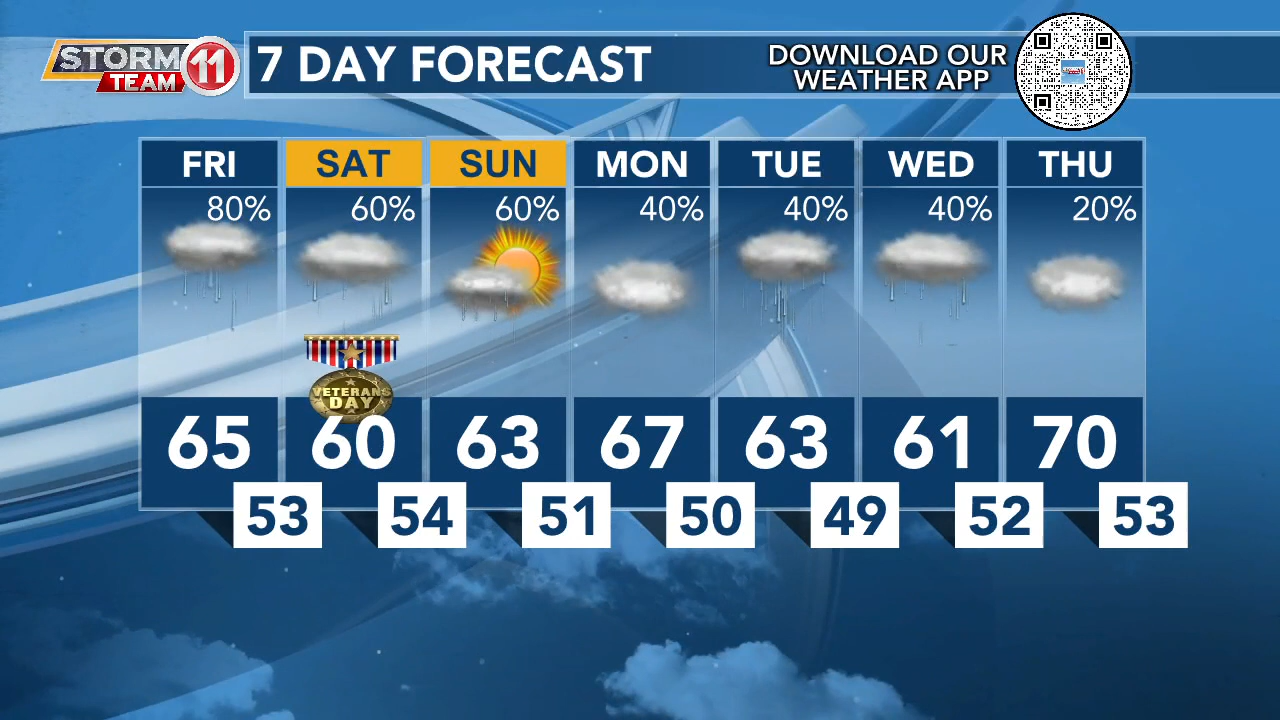 STORM
TEAM
11
7 DAY FORECAST
DOWNLOAD OUR
WEATHER APP
FRI SAT SUN MON TUE WED THU
80% 60% 60% 40% 40% 40% 20%
VETERANS
DAY
65 60 63 67 63 61 70
53 54 51 50 49 52 53